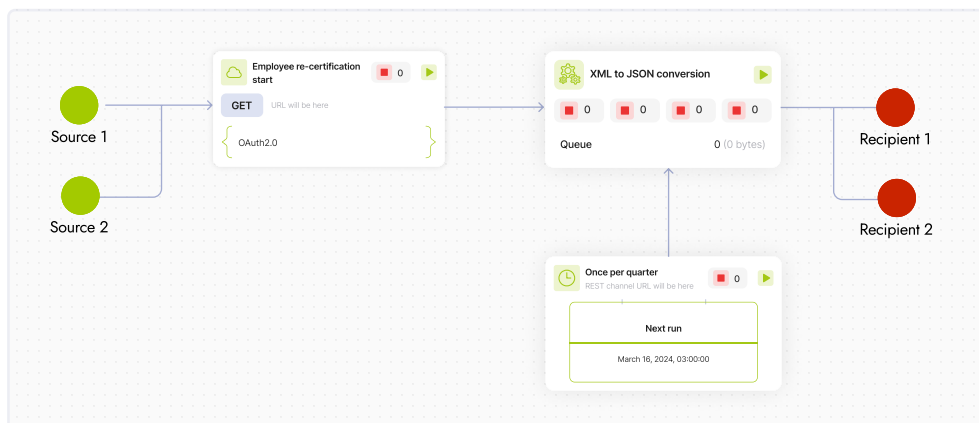 Source 1
Source 2
Employee re-certification
start
0
GET
URL will be here
{ OAuth2.0 }
XML to JSON conversion
0 0 0 0
Queue 0 (0 bytes)
Once per quarter
REST channel URL will be here
0
Next run
March 16, 2024, 03:00:00
Recipient 1
Recipient 2